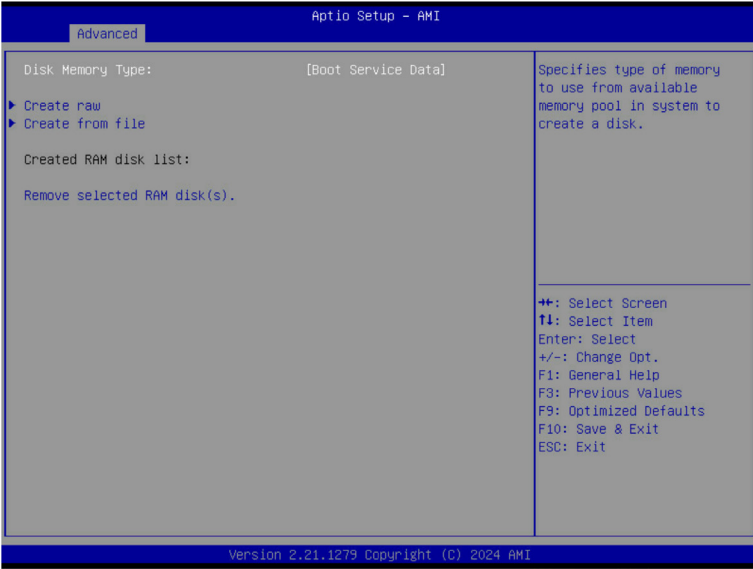 Aptio Setup – AMI
Advanced
Disk Memory Type: [Boot Service Data]
Create raw
Create from file
Created RAM disk list:
Remove selected RAM disk(s).
Specifies type of memory
to use from available
memory pool in system to
create a disk.
→←: Select Screen
↑↓: Select Item
Enter: Select
+/-: Change Opt.
F1: General Help
F3: Previous Values
F9: Optimized Defaults
F10: Save & Exit
ESC: Exit
Version 2.21.1279 Copyright (C) 2024 AMI